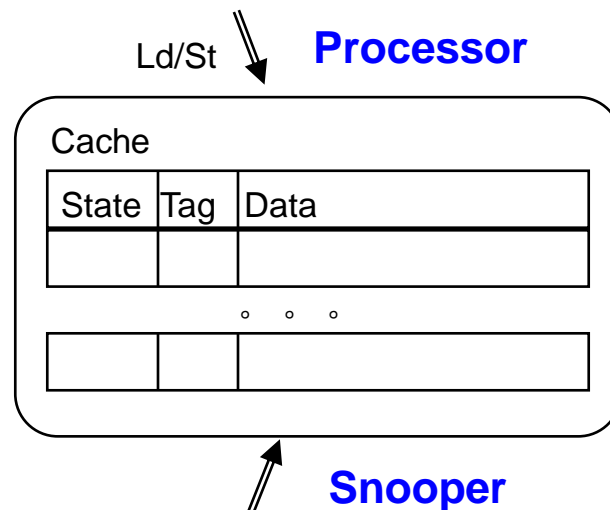 Ld/St Processor
Cache
State Tag Data
° ° °
Snooper